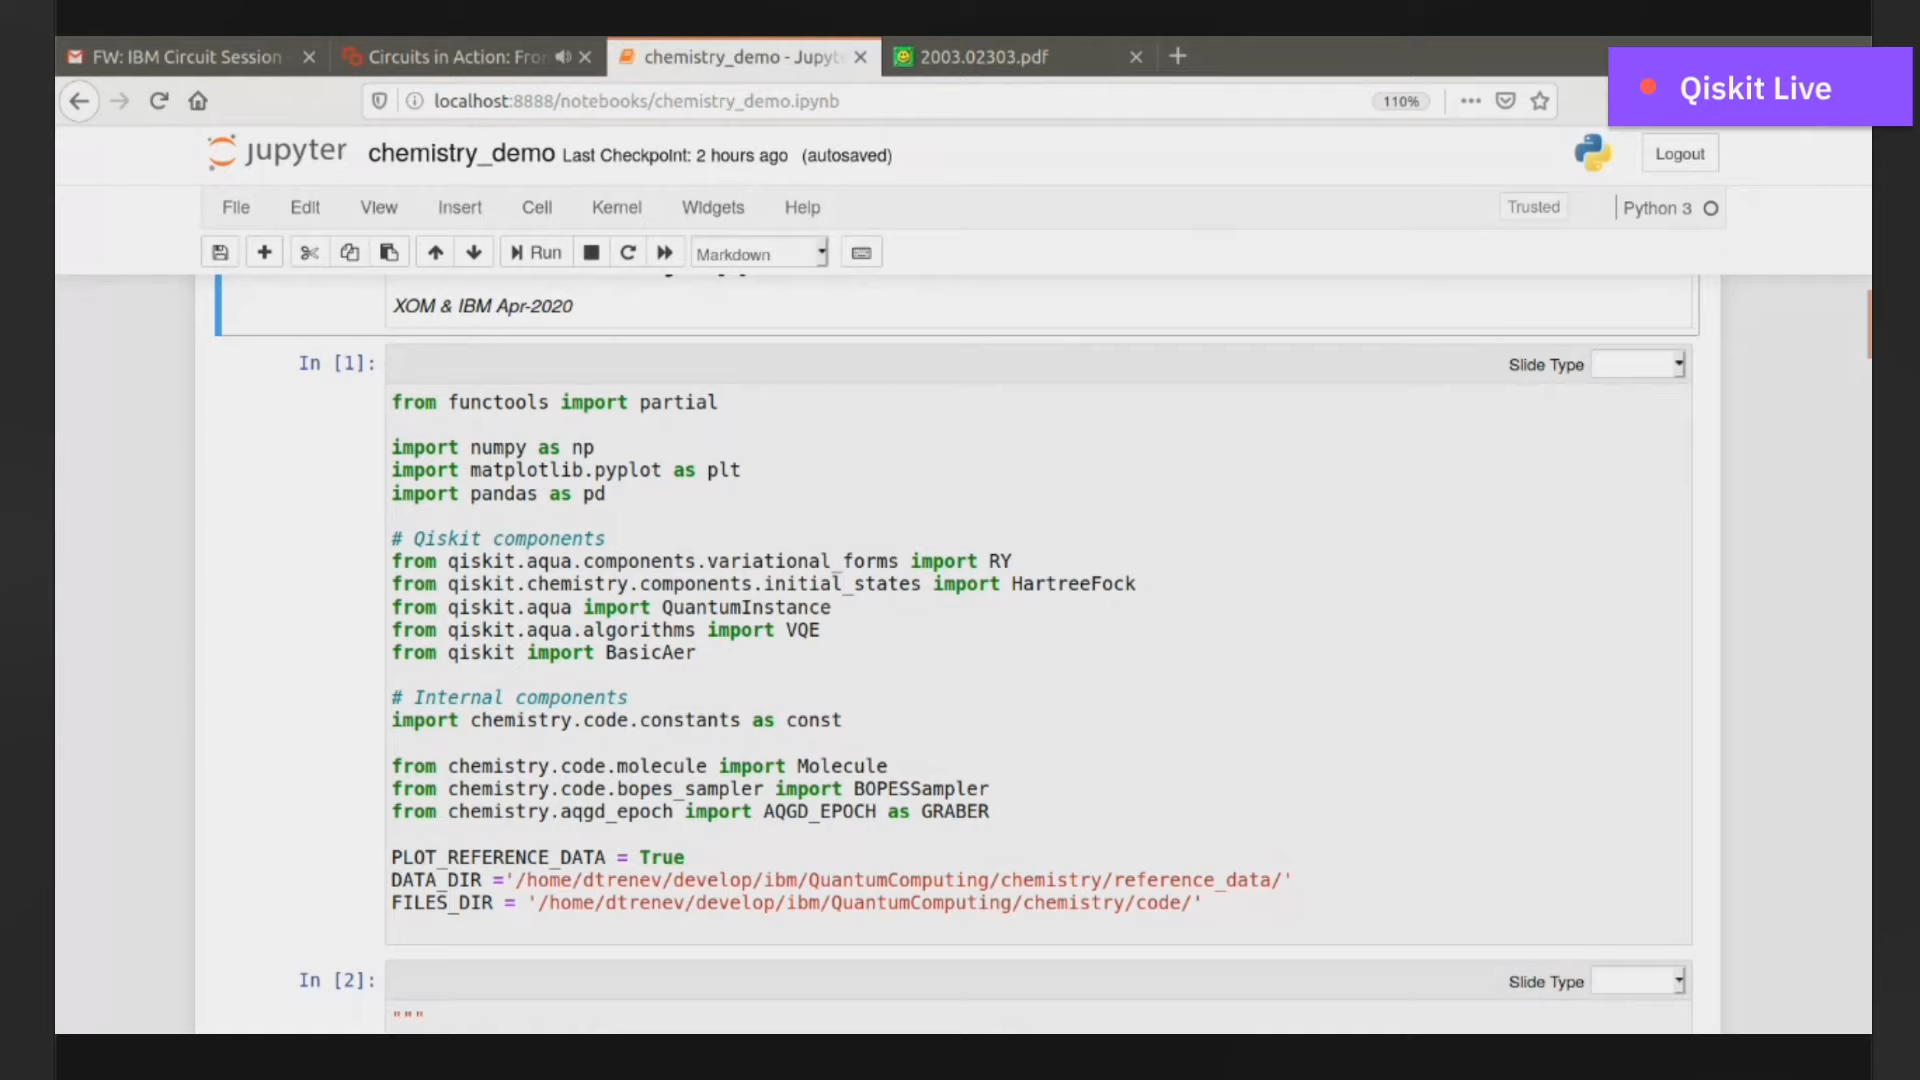 FW: IBM Circuit Session
Circuits in Action: Fro
chemistry_demo - Jupyte
2003.02303.pdf
Qiskit Live
localhost:8888/notebooks/chemistry_demo.ipynb
110%
jupyter chemistry_demo Last Checkpoint: 2 hours ago (autosaved)
Logout
File Edit View Insert Cell Kernel Widgets Help
Trusted
Python 3
Run
Markdown
XOM & IBM Apr-2020
In [1]:
Slide Type
from functools import partial
import numpy as np
import matplotlib.pyplot as plt
import pandas as pd
# Qiskit components
from qiskit.aqua.components.variational_forms import RY
from qiskit.chemistry.components.initial_states import HartreeFock
from qiskit.aqua import QuantumInstance
from qiskit.aqua.algorithms import VQE
from qiskit import BasicAer
# Internal components
import chemistry.code.constants as const
from chemistry.code.molecule import Molecule
from chemistry.code.bopes_sampler import BOPESSampler
from chemistry.aqgd_epoch import AQGD_EPOCH as GRABER
PLOT_REFERENCE_DATA = True
DATA_DIR ='/home/dtrenev/develop/ibm/QuantumComputing/chemistry/reference_data/'
FILES_DIR = '/home/dtrenev/develop/ibm/QuantumComputing/chemistry/code/'
In [2]:
Slide Type
"""